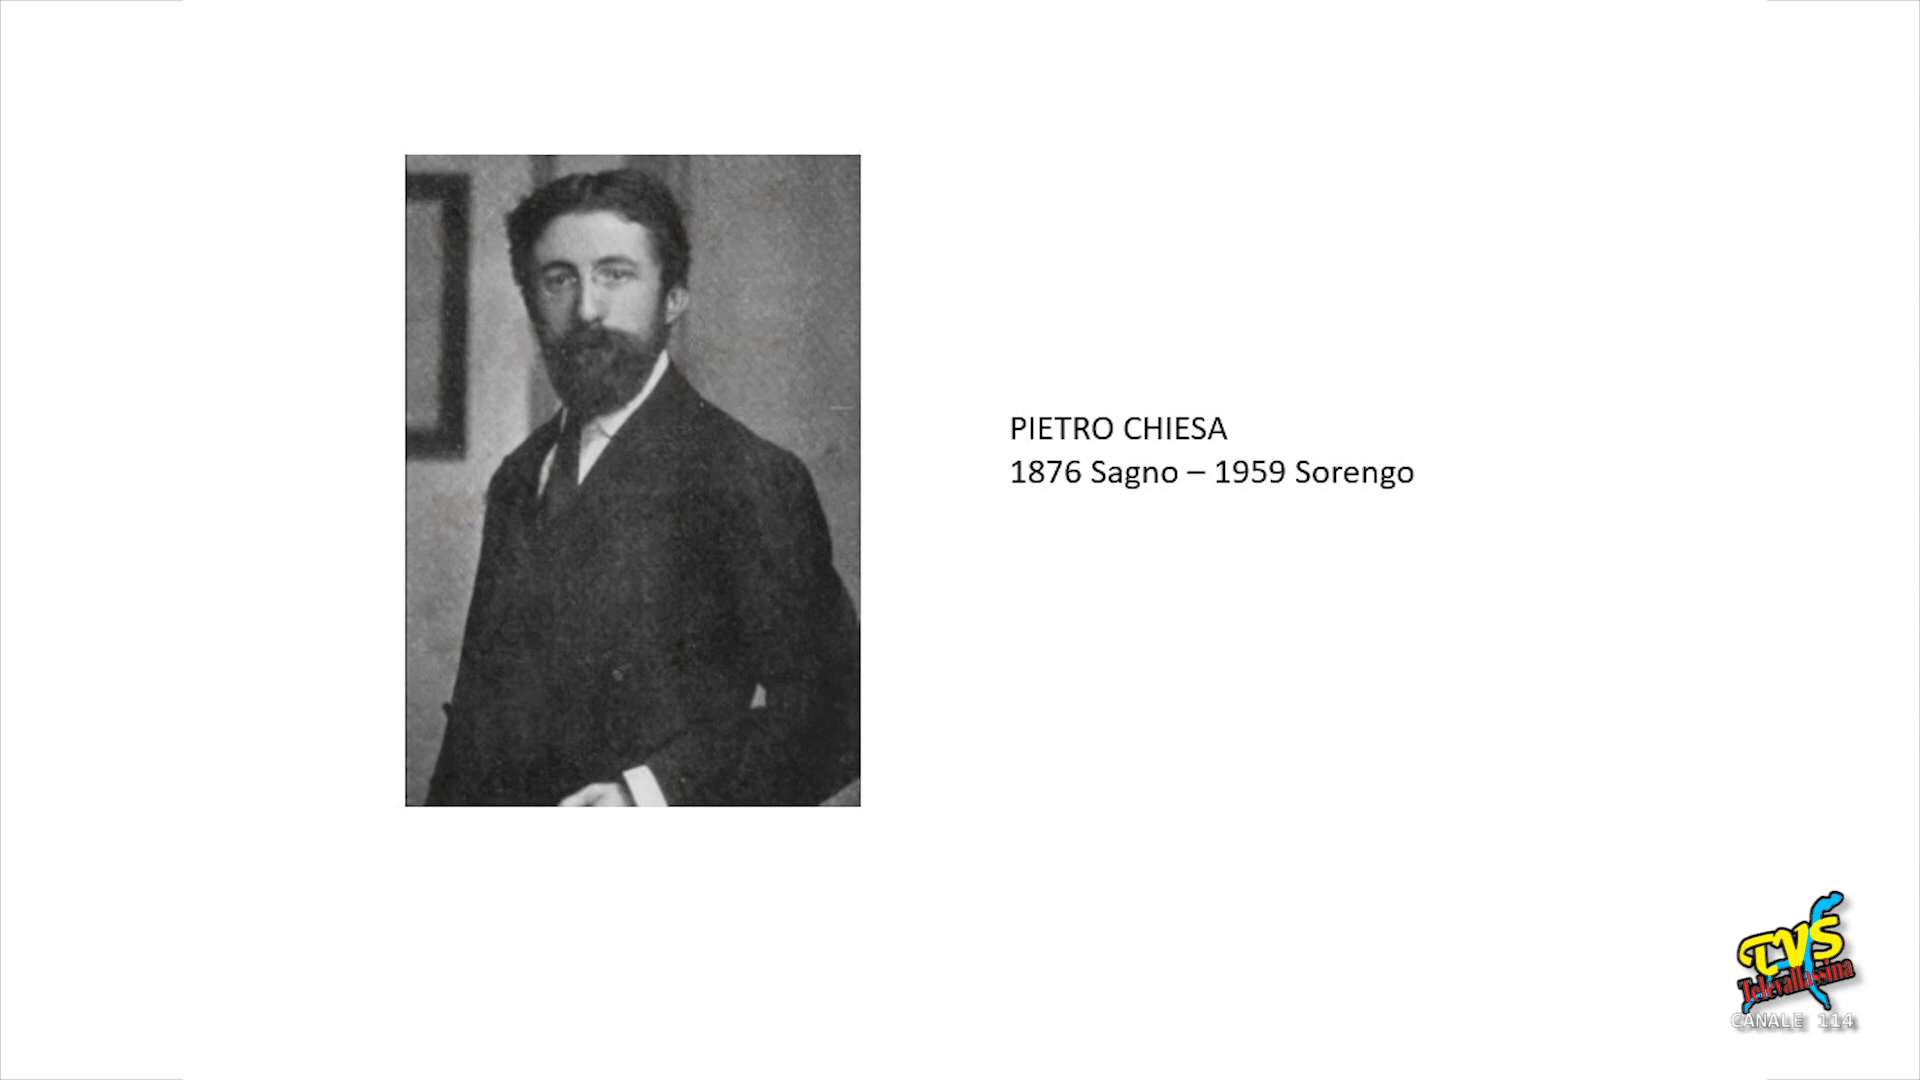 PIETRO CHIESA
1876 Sagno – 1959 Sorengo
TVS
Televallassina
CANALE 114